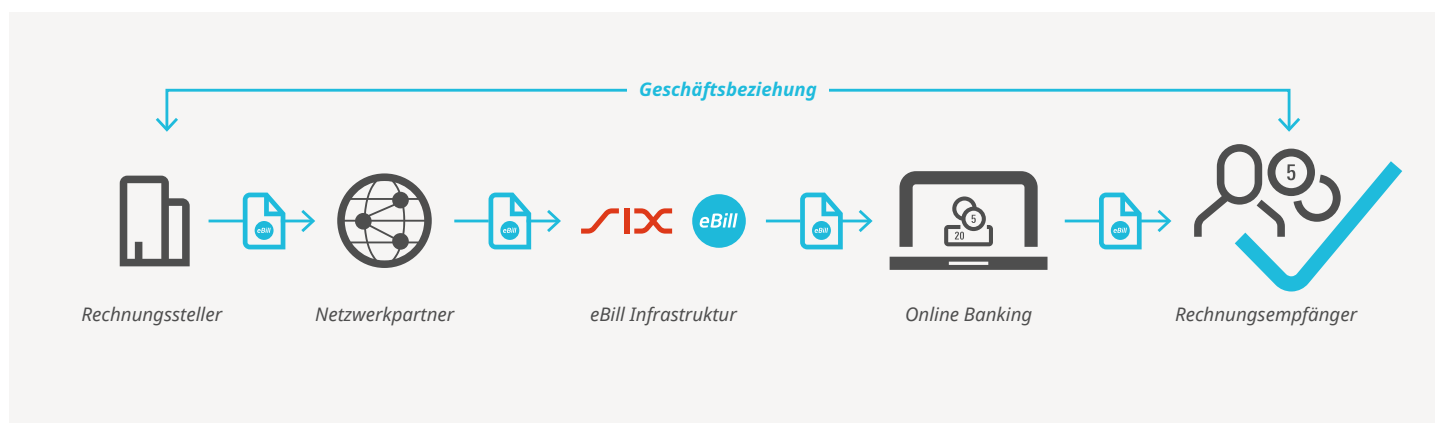 Geschäftsbeziehung
5
eBill
eBill
SIX eBill
eBill
5
20
eBill
Rechnungssteller
Netzwerkpartner
eBill Infrastruktur
Online Banking
Rechnungsempfänger